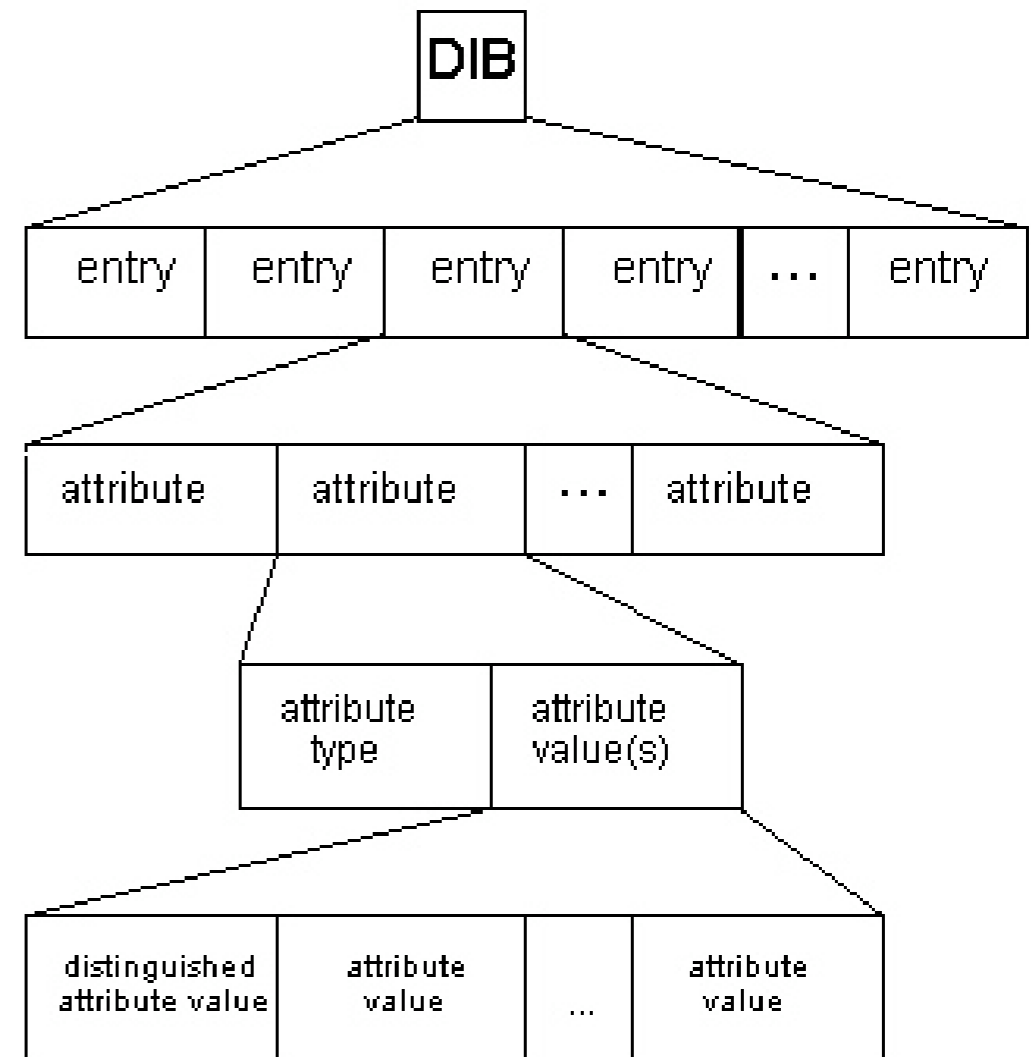 DIB
entry entry entry entry ... entry
attribute attribute ... attribute
attribute
type
attribute
value(s)
distinguished
attribute value
attribute
value
...
attribute
value